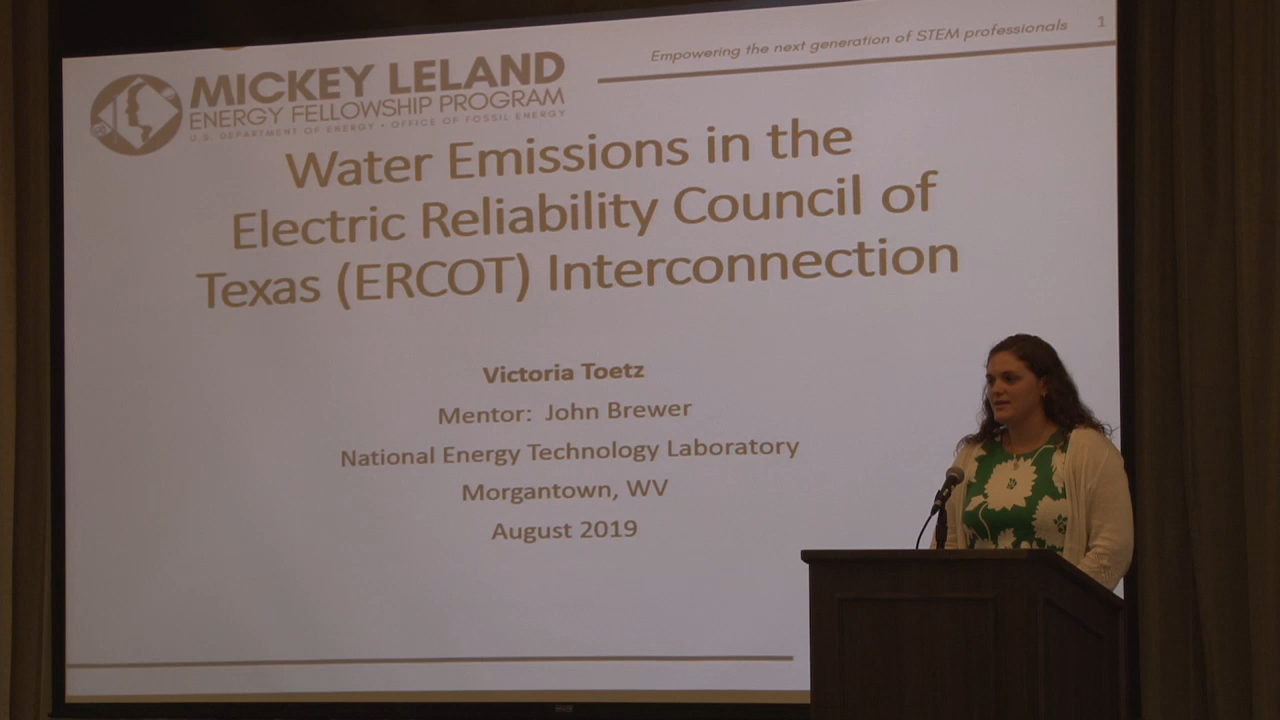 Empowering the next generation of STEM professionals 1
MICKEY LELAND
ENERGY FELLOWSHIP PROGRAM
U.S. DEPARTMENT OF ENERGY • OFFICE OF FOSSIL ENERGY
Water Emissions in the
Electric Reliability Council of
Texas (ERCOT) Interconnection
Victoria Toetz
Mentor: John Brewer
National Energy Technology Laboratory
Morgantown, WV
August 2019